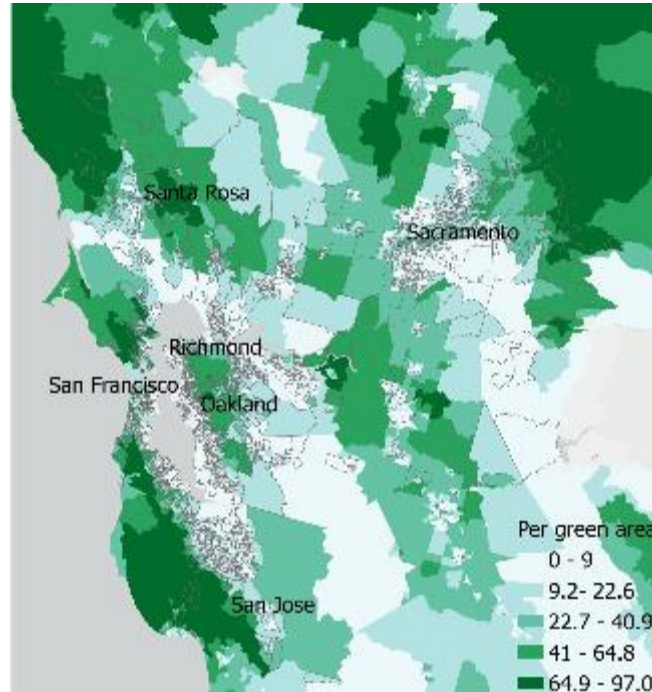 Santa Rosa
Sacramento
Richmond
San Francisco
Oakland
San Jose
Per green area
0 - 9
9.2- 22.6
22.7 - 40.9
41 - 64.8
64.9 - 97.0